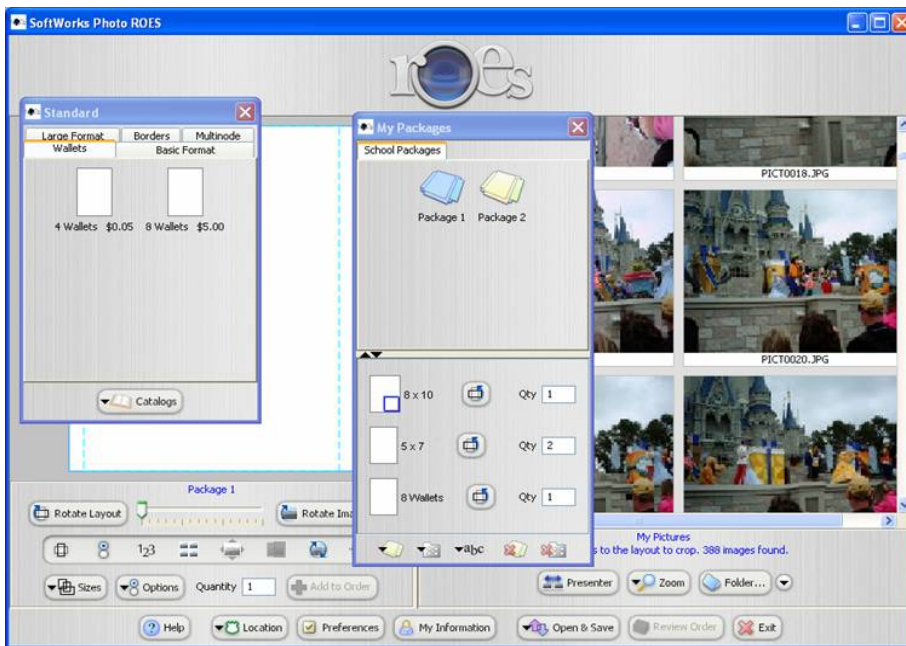 SoftWorks Photo ROES
roes
Standard
Large Format Borders Multinode
Wallets Basic Format
4 Wallets $0.05 8 Wallets $5.00
Catalogs
My Packages
School Packages
Package 1 Package 2
8 x 10 Qty 1
5 x 7 Qty 2
8 Wallets Qty 1
abc
PICT0018.JPG
PICT0020.JPG
Package 1
Rotate Layout Rotate
123
Sizes Options Quantity 1 Add to Order
My Pictures
to the layout to crop. 388 images found.
Presenter Zoom Folder...
Help Location Preferences My Information Open & Save Review Order Exit